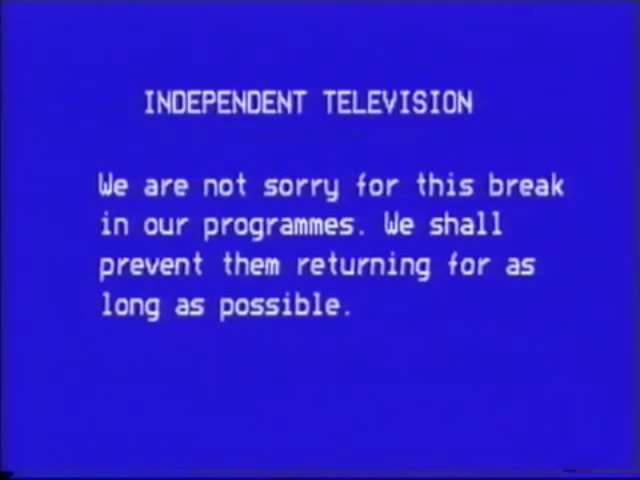 INDEPENDENT TELEVISION
We are not sorry for this break
in our programmes. We shall
prevent them returning for as
long as possible.